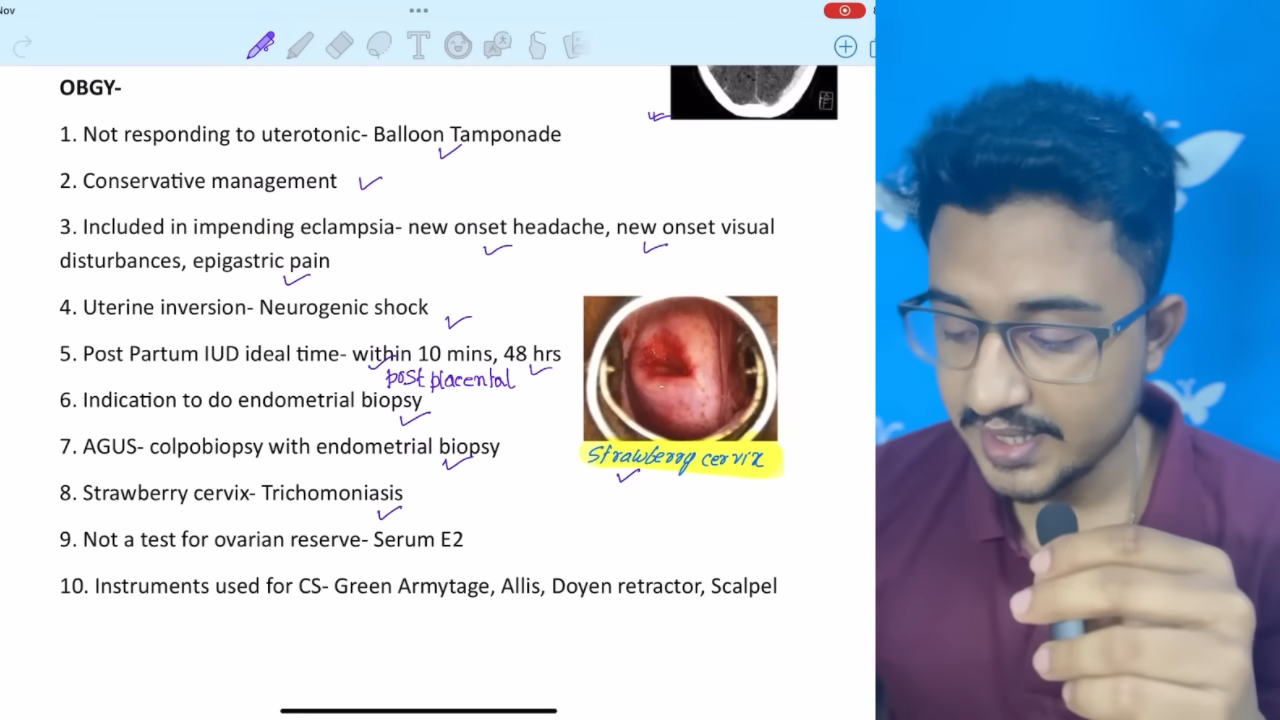 Nov
OBGY-
1. Not responding to uterotonic- Balloon Tamponade
2. Conservative management
3. Included in impending eclampsia- new onset headache, new onset visual
disturbances, epigastric pain
4. Uterine inversion- Neurogenic shock
5. Post Partum IUD ideal time- within 10 mins, 48 hrs
post placental
6. Indication to do endometrial biopsy
7. AGUS- colpobiopsy with endometrial biopsy
Strawberry cervix
8. Strawberry cervix- Trichomoniasis
9. Not a test for ovarian reserve- Serum E2
10. Instruments used for CS- Green Armytage, Allis, Doyen retractor, Scalpel